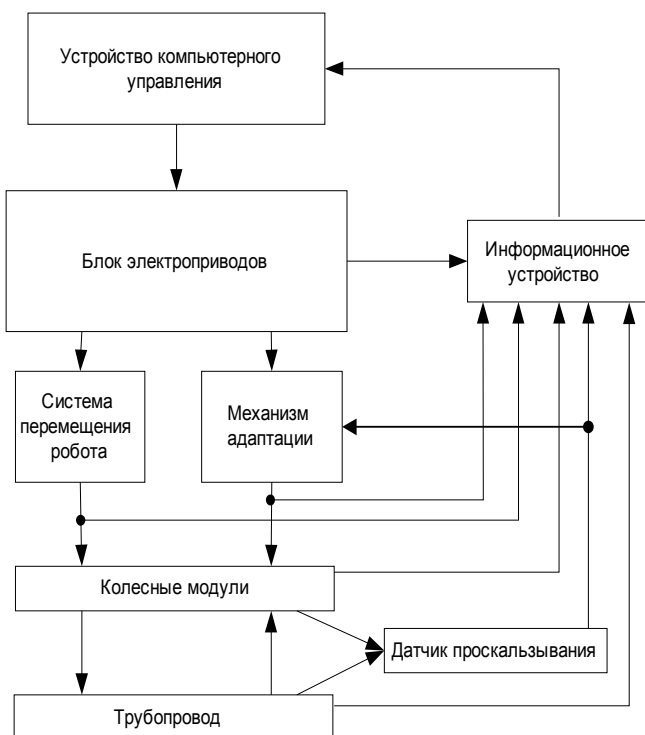 Устройство компьютерного
управления
Блок электроприводов
Информационное
устройство
Система
перемещения
робота
Механизм
адаптации
Колесные модули
Датчик проскальзывания
Трубопровод